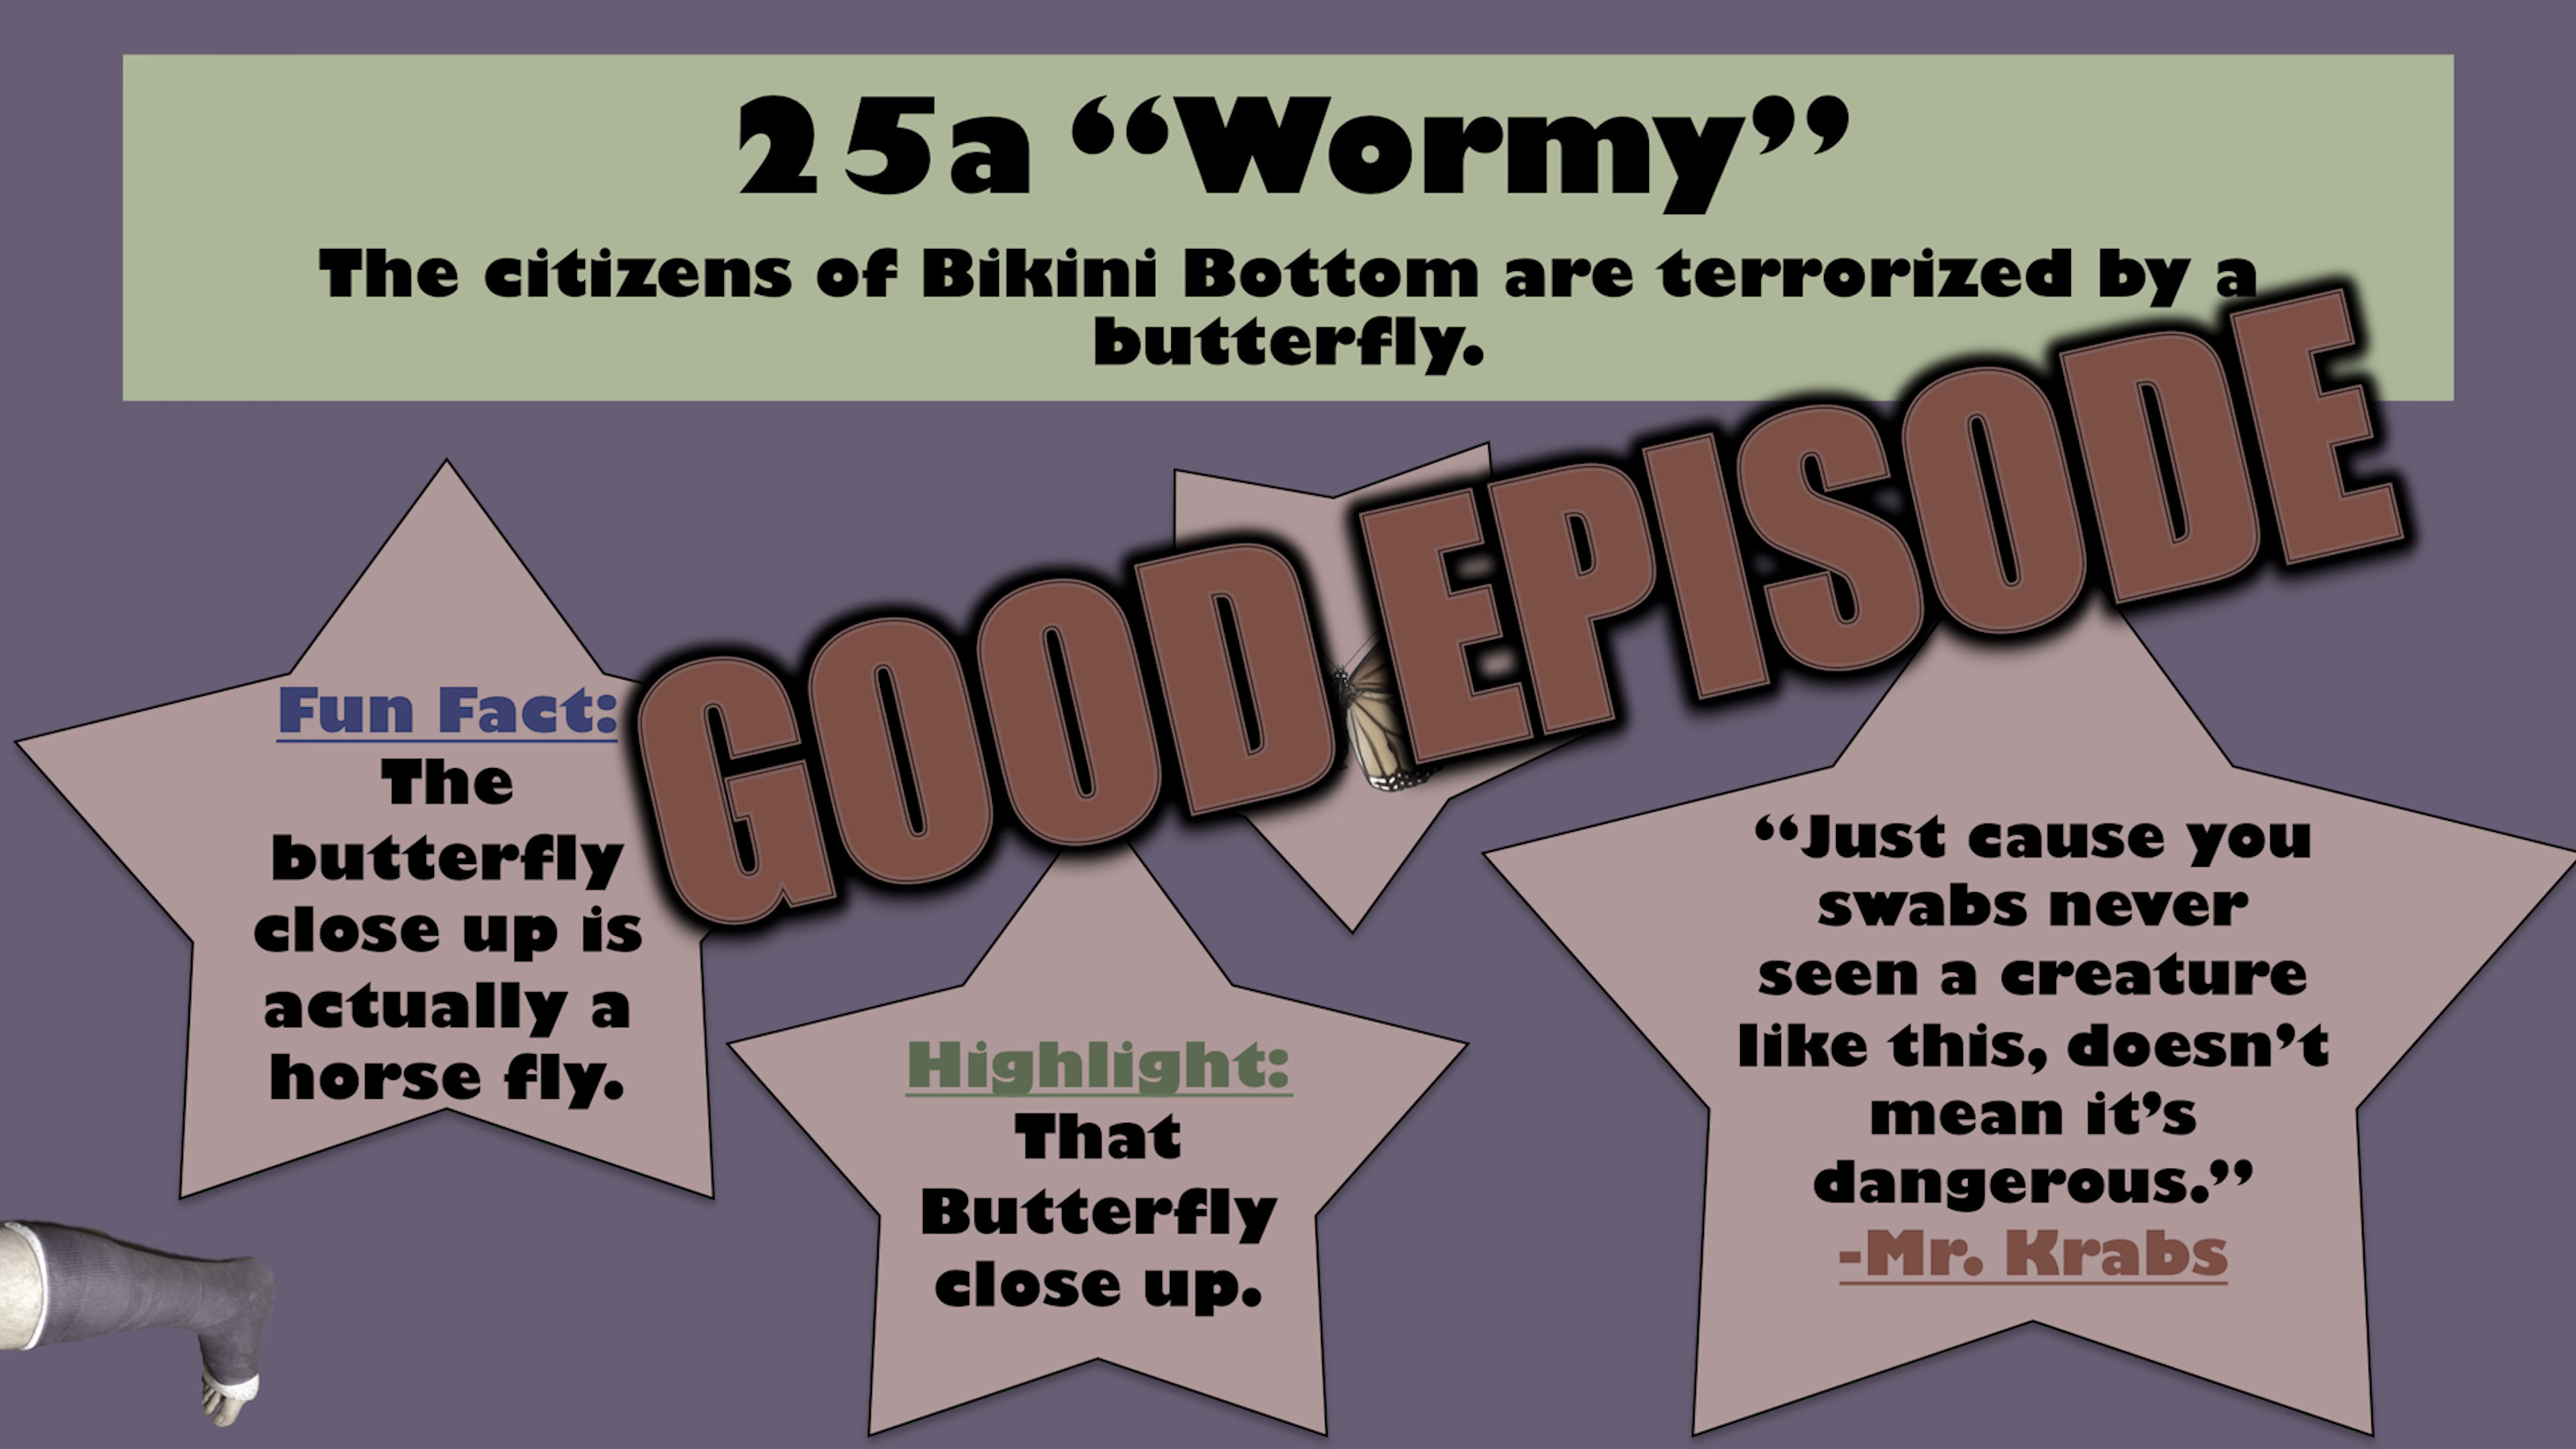 25a “Wormy”
The citizens of Bikini Bottom are terrorized by a
butterfly.
GOOD EPISODE
Fun Fact:
The
butterfly
close up is
actually a
horse fly.
Highlight:
That
Butterfly
close up.
“Just cause you
swabs never
seen a creature
like this, doesn’t
mean it’s
dangerous.”
-Mr. Krabs